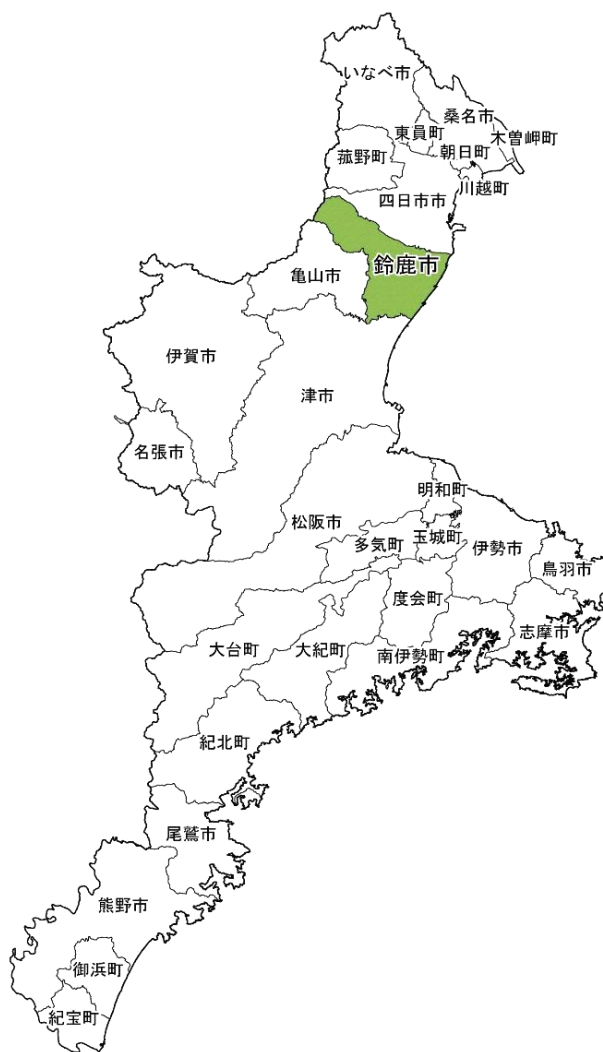 いなべ市
桑名市
東員町
木曽岬町
朝日町
菰野町
川越町
四日市市
鈴鹿市
亀山市
伊賀市
津市
名張市
明和町
松阪市
玉城町
多気町
伊勢市
鳥羽市
度会町
志摩市
大台町
大紀町
南伊勢町
紀北町
尾鷲市
熊野市
御浜町
紀宝町